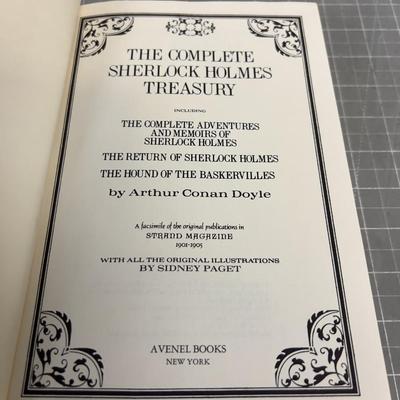 THE COMPLETE
SHERLOCK HOLMES
TREASURY
INCLUDING
THE COMPLETE ADVENTURES
AND MEMOIRS OF
SHERLOCK HOLMES
THE RETURN OF SHERLOCK HOLMES
THE HOUND OF THE BASKERVILLES
by Arthur Conan Doyle
A facsimile of the original publications in
STRAND MAGAZINE
1901-1905
WITH ALL THE ORIGINAL ILLUSTRATIONS
BY SIDNEY PAGET
AVENEL BOOKS
NEW YORK